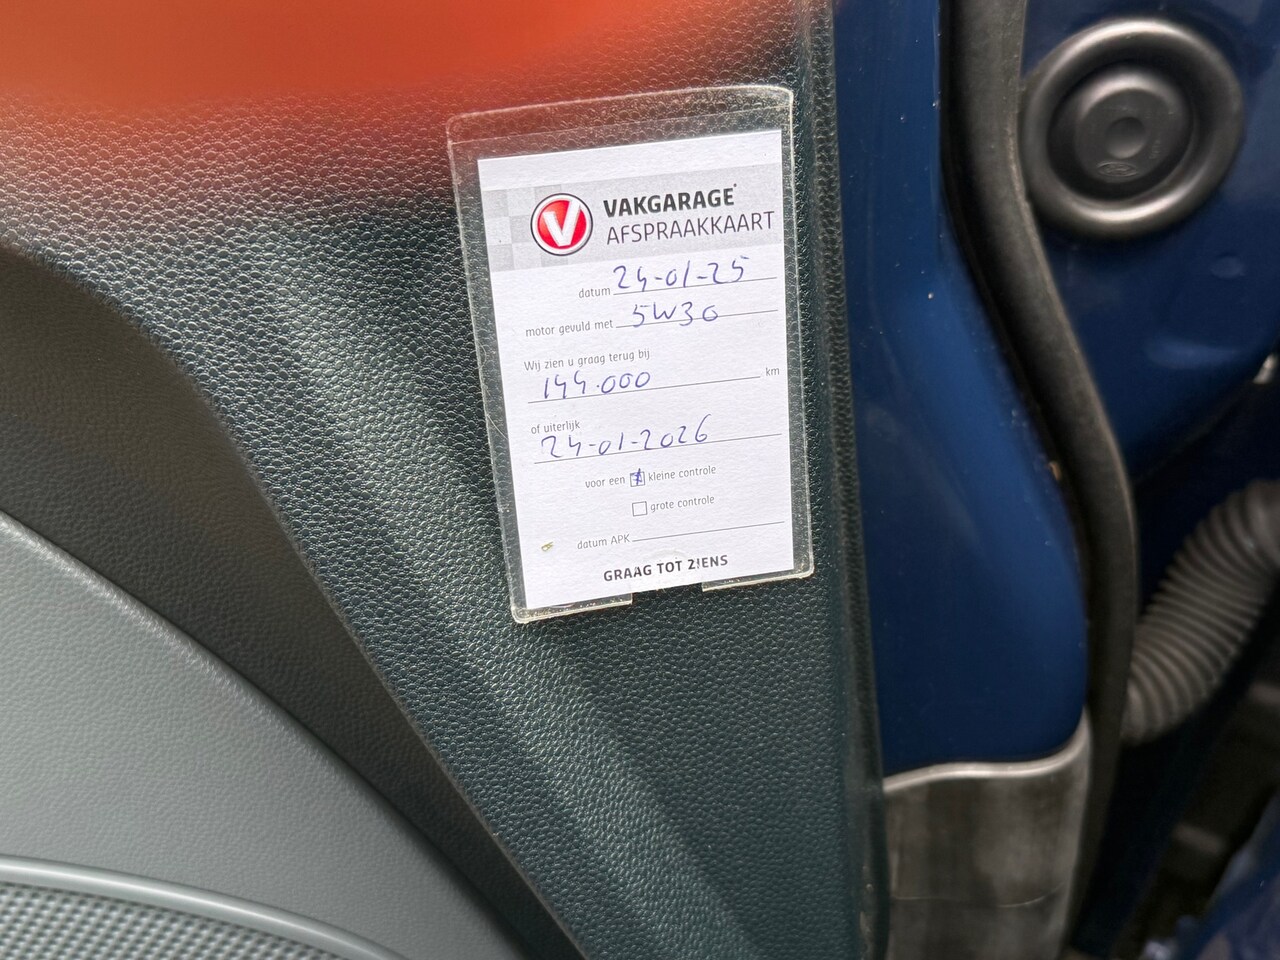 V VAKGARAGE®
AFSPRAAKKAART
datum 24-01-25
motor gevuld met 5W30
Wij zien u graag terug bij
144.000 km
of uiterlijk
24-01-2026
voor een kleine controle
grote controle
datum APK
GRAAG TOT ZIENS